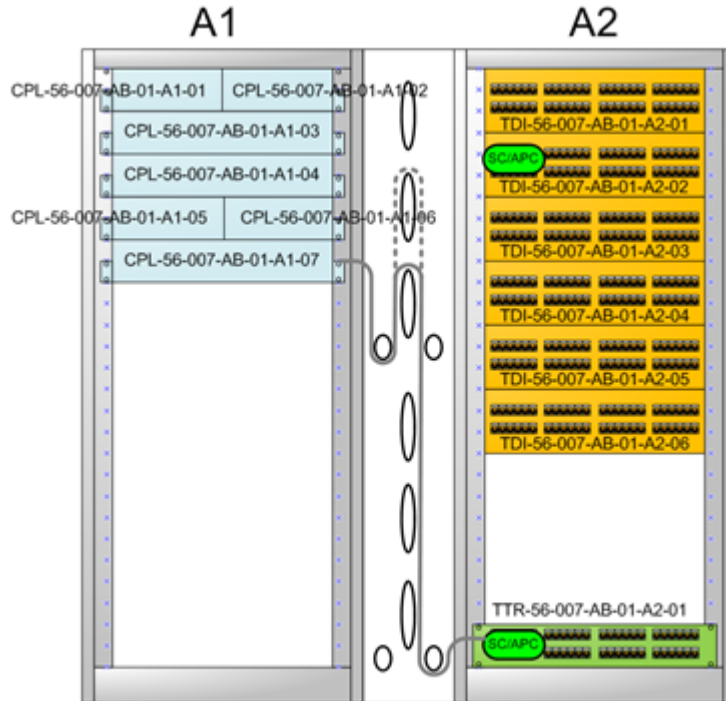 A1
A2
CPL-56-007-AB-01-A1-01
CPL-56-007-AB-01-A1-02
CPL-56-007-AB-01-A1-03
CPL-56-007-AB-01-A1-04
CPL-56-007-AB-01-A1-05
CPL-56-007-AB-01-A1-06
CPL-56-007-AB-01-A1-07
TDI-56-007-AB-01-A2-01
SC/APC
TDI-56-007-AB-01-A2-02
TDI-56-007-AB-01-A2-03
TDI-56-007-AB-01-A2-04
TDI-56-007-AB-01-A2-05
TDI-56-007-AB-01-A2-06
TTR-56-007-AB-01-A2-01
SC/APC